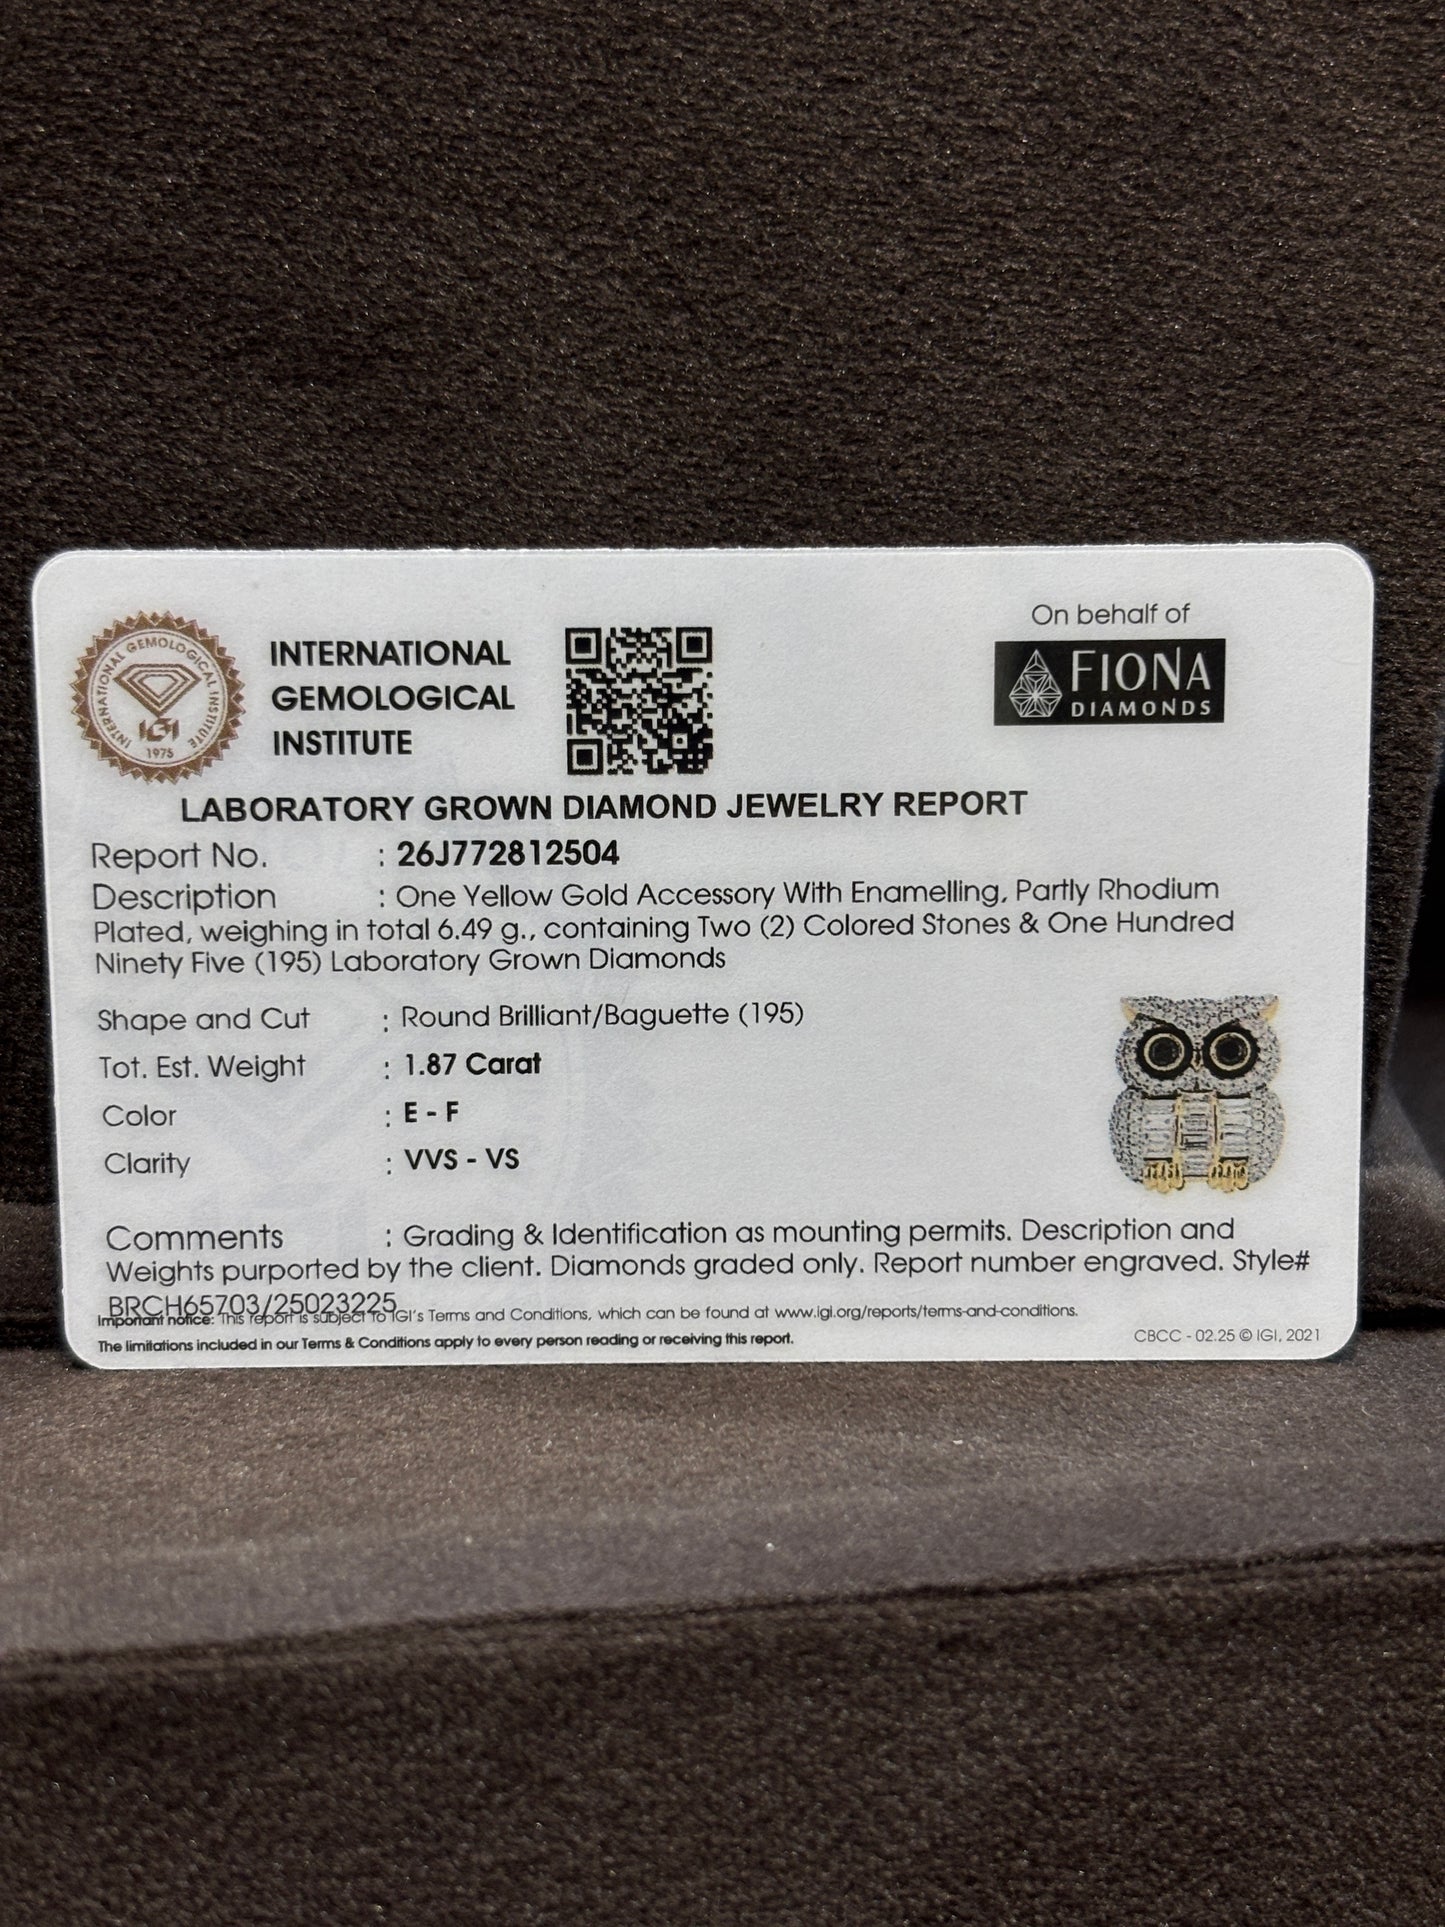 INTERNATIONAL GEMOLOGICAL INSTITUTE
IGI
1975
INTERNATIONAL
GEMOLOGICAL
INSTITUTE
On behalf of
FIONA
DIAMONDS
LABORATORY GROWN DIAMOND JEWELRY REPORT
Report No. : 26J772812504
Description : One Yellow Gold Accessory With Enamelling, Partly Rhodium
Plated, weighing in total 6.49 g., containing Two (2) Colored Stones & One Hundred
Ninety Five (195) Laboratory Grown Diamonds
Shape and Cut : Round Brilliant/Baguette (195)
Tot. Est. Weight : 1.87 Carat
Color : E - F
Clarity : VVS - VS
Comments : Grading & Identification as mounting permits. Description and
Weights purported by the client. Diamonds graded only. Report number engraved. Style#
BRCH65703/25023225
Important notice: This report is subject to IGI's Terms and Conditions, which can be found at www.igi.org/reports/terms-and-conditions.
The limitations included in our Terms & Conditions apply to every person reading or receiving this report.
CBCC - 02.25 © IGI, 2021